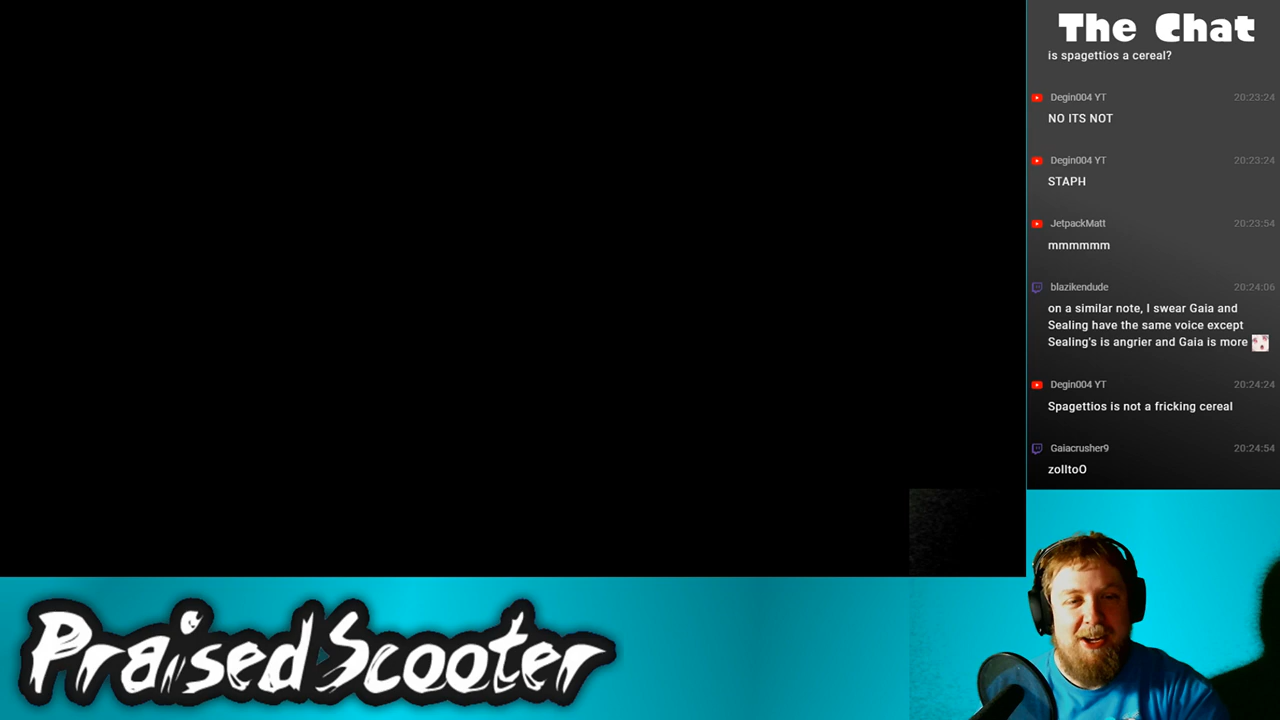 The Chat
is spagettios a cereal?
Degin004 YT 20:23:24
NO ITS NOT
Degin004 YT 20:23:24
STAPH
JetpackMatt 20:23:54
mmmmmm
blazikendude 20:24:06
on a similar note, I swear Gaia and
Sealing have the same voice except
Sealing's is angrier and Gaia is more
Degin004 YT 20:24:24
Spagettios is not a fricking cereal
Gaiacrusher9 20:24:54
zolltoO
PraisedScooter